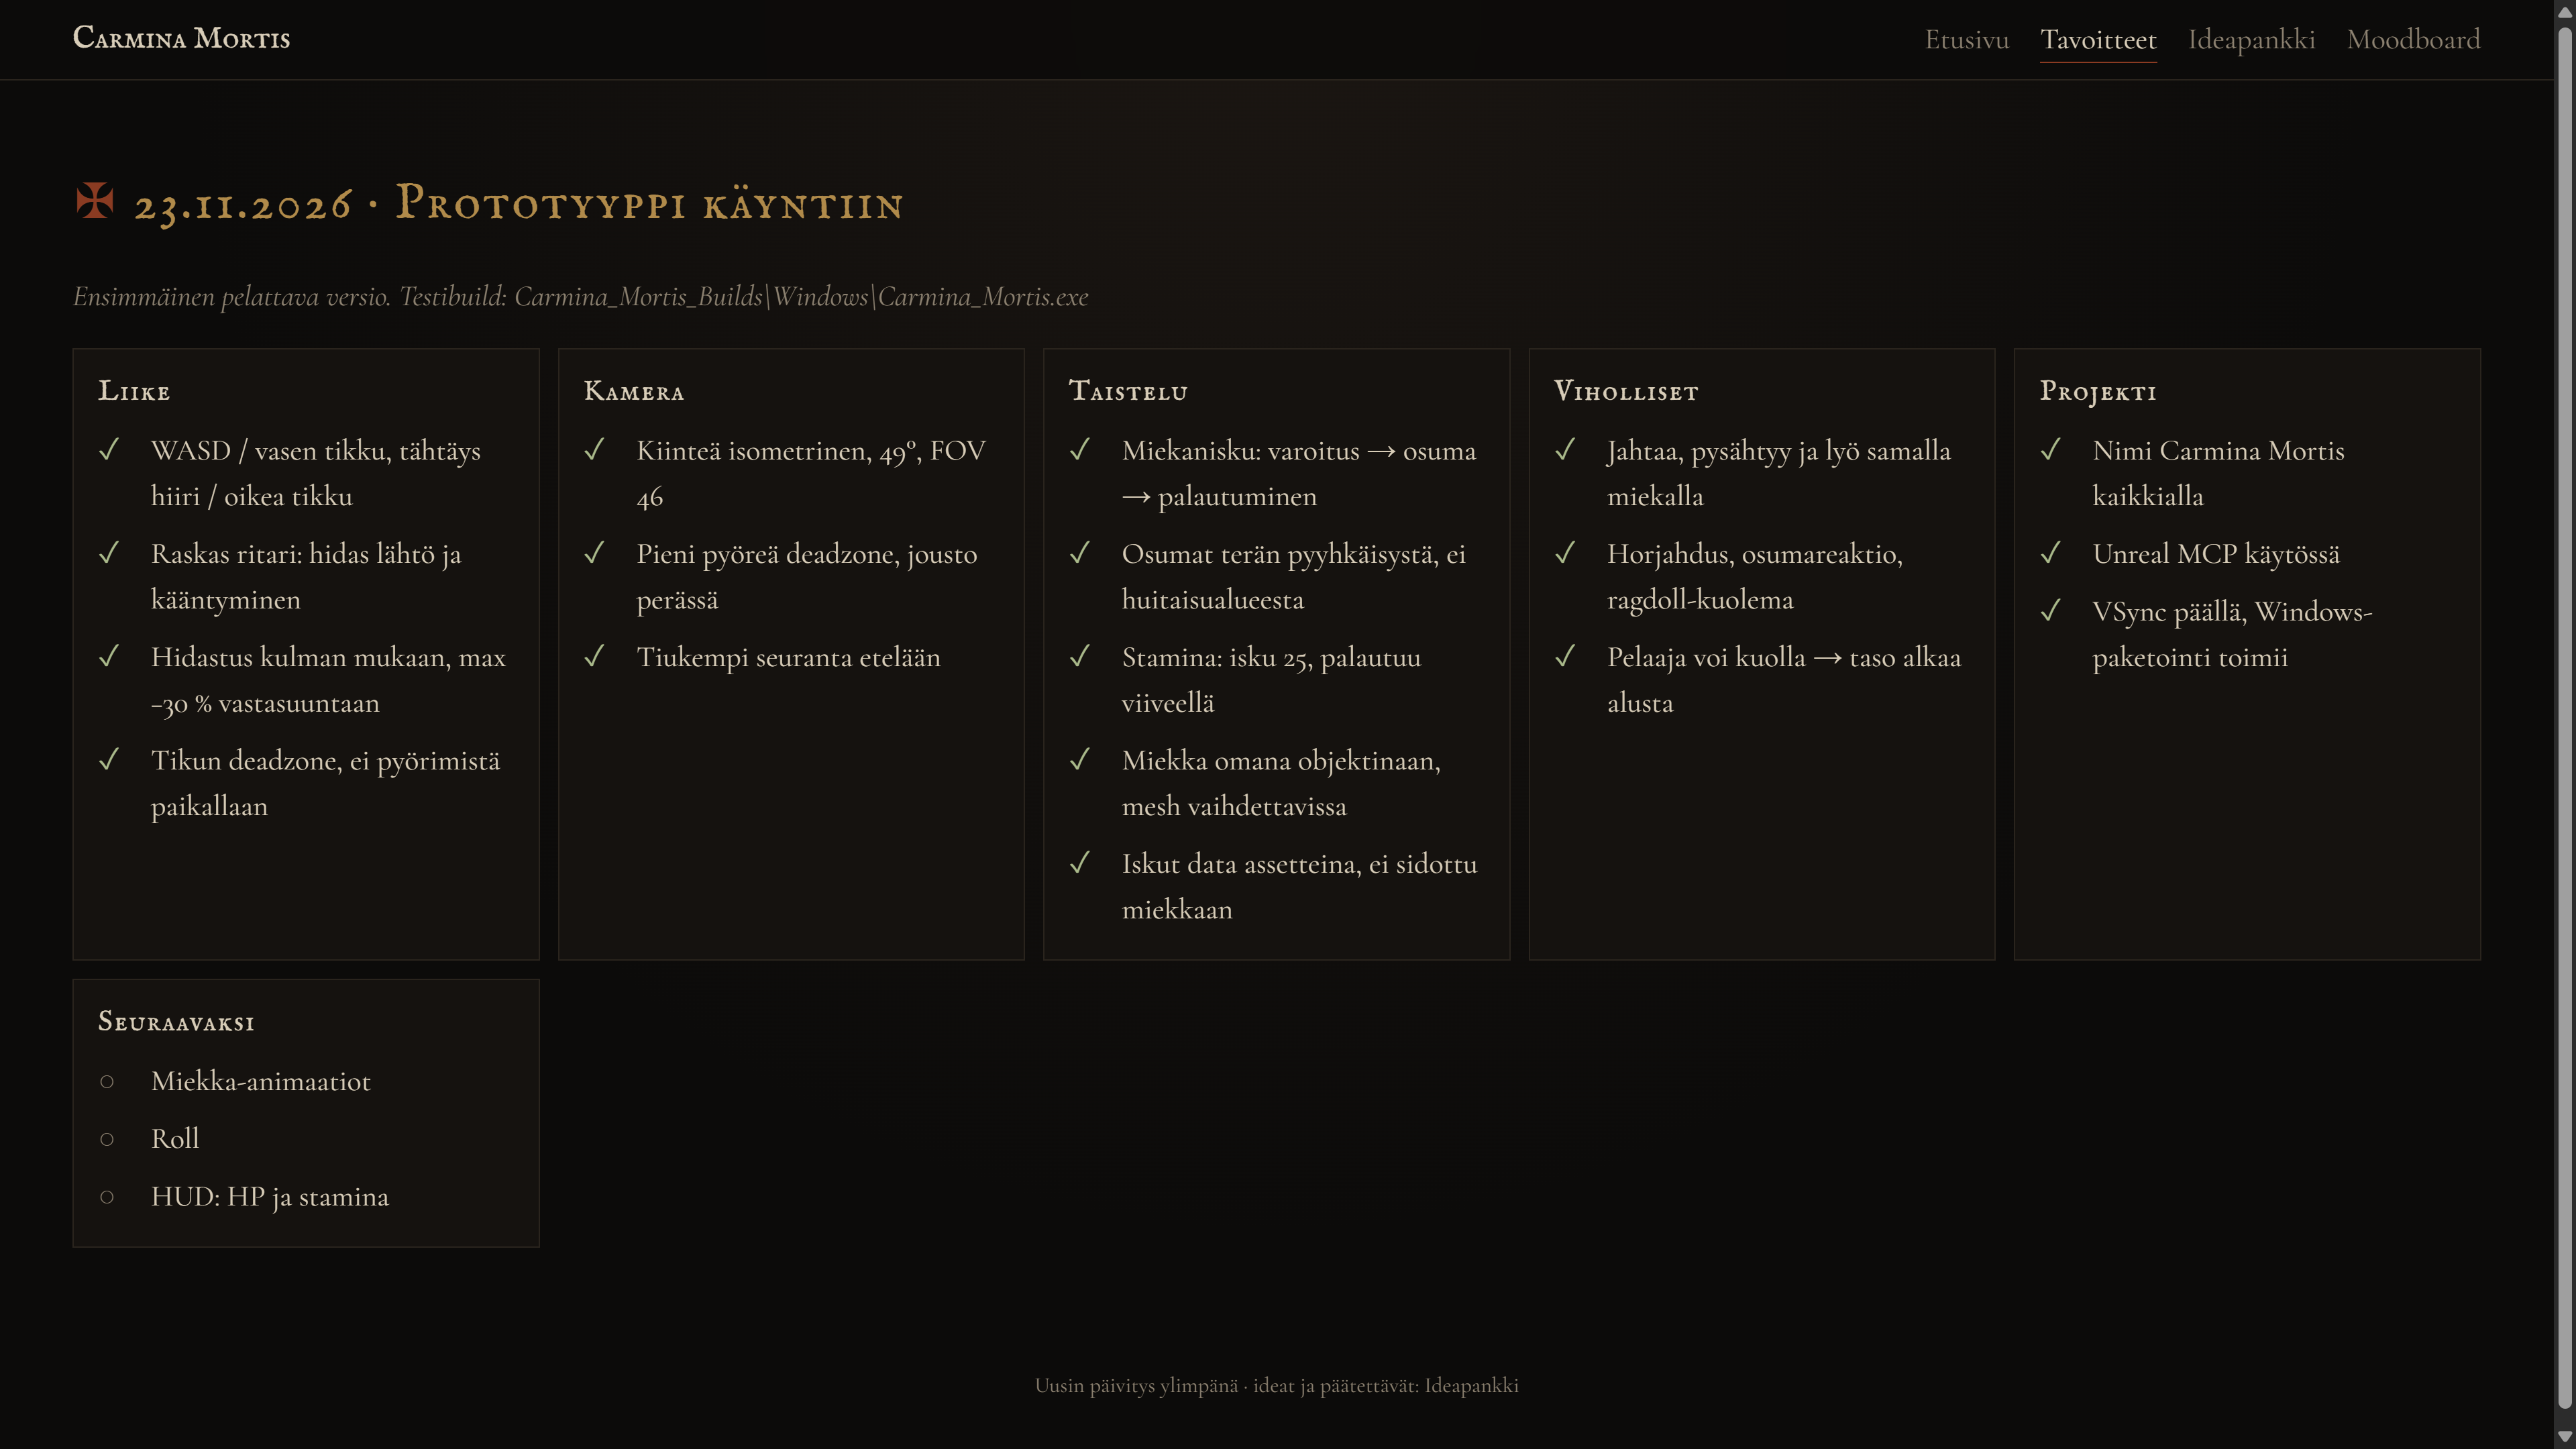 Carmina Mortis
Etusivu Tavoitteet Ideapankki Moodboard
✠ 23.11.2026 · Prototyyppi käyntiin
Ensimmäinen pelattava versio. Testibuild: Carmina_Mortis_Builds\Windows\Carmina_Mortis.exe
Liike
✓ WASD / vasen tikku, tähtäys
hiiri / oikea tikku
✓ Raskas ritari: hidas lähtö ja
kääntyminen
✓ Hidastus kulman mukaan, max
−30 % vastasuuntaan
✓ Tikun deadzone, ei pyörimistä
paikallaan
Kamera
✓ Kiinteä isometrinen, 49°, FOV
46
✓ Pieni pyöreä deadzone, jousto
perässä
✓ Tiukempi seuranta etelään
Taistelu
✓ Miekanisku: varoitus → osuma
→ palautuminen
✓ Osumat terän pyyhkäisystä, ei
huitaisualueesta
✓ Stamina: isku 25, palautuu
viiveellä
✓ Miekka omana objektinaan,
mesh vaihdettavissa
✓ Iskut data assetteina, ei sidottu
miekkaan
Viholliset
✓ Jahtaa, pysähtyy ja lyö samalla
miekalla
✓ Horjahdus, osumareaktio,
ragdoll-kuolema
✓ Pelaaja voi kuolla → taso alkaa
alusta
Projekti
✓ Nimi Carmina Mortis
kaikkialla
✓ Unreal MCP käytössä
✓ VSync päällä, Windows-
paketointi toimii
Seuraavaksi
○ Miekka-animaatiot
○ Roll
○ HUD: HP ja stamina
Uusin päivitys ylimpänä · ideat ja päätettävät: Ideapankki